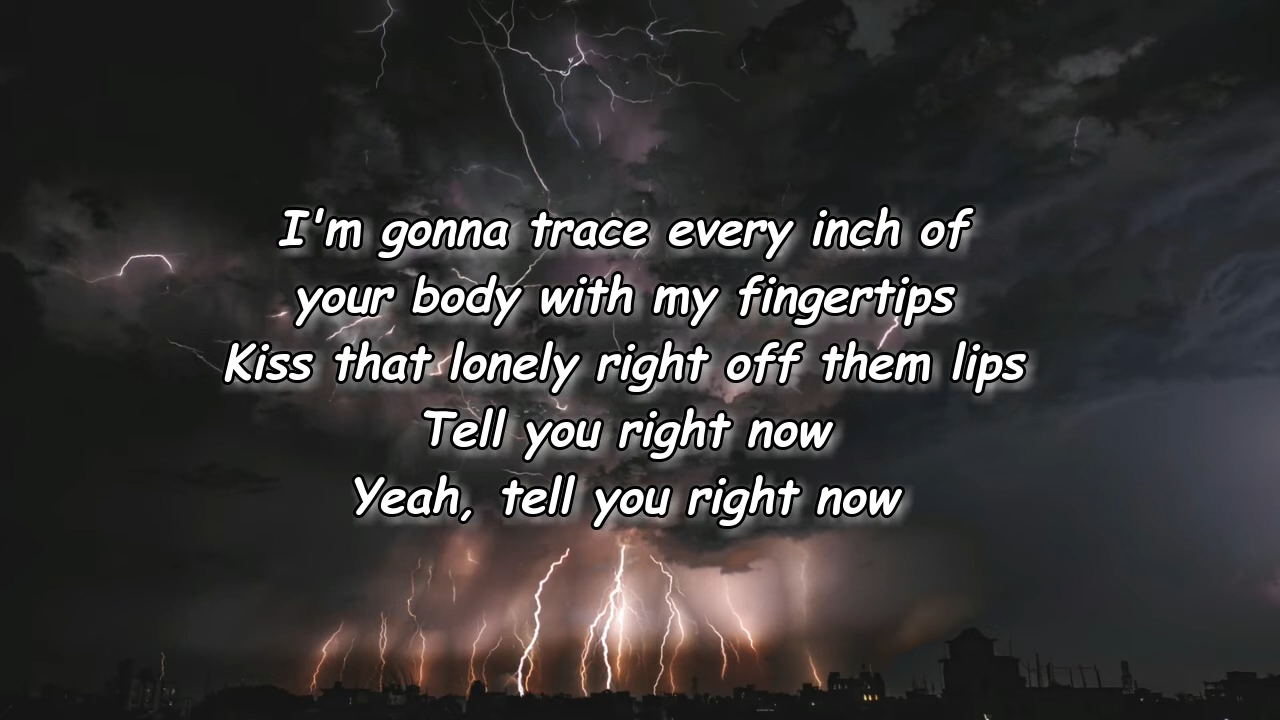 I'm gonna trace every inch of
your body with my fingertips
Kiss that lonely right off them lips
Tell you right now
Yeah, tell you right now